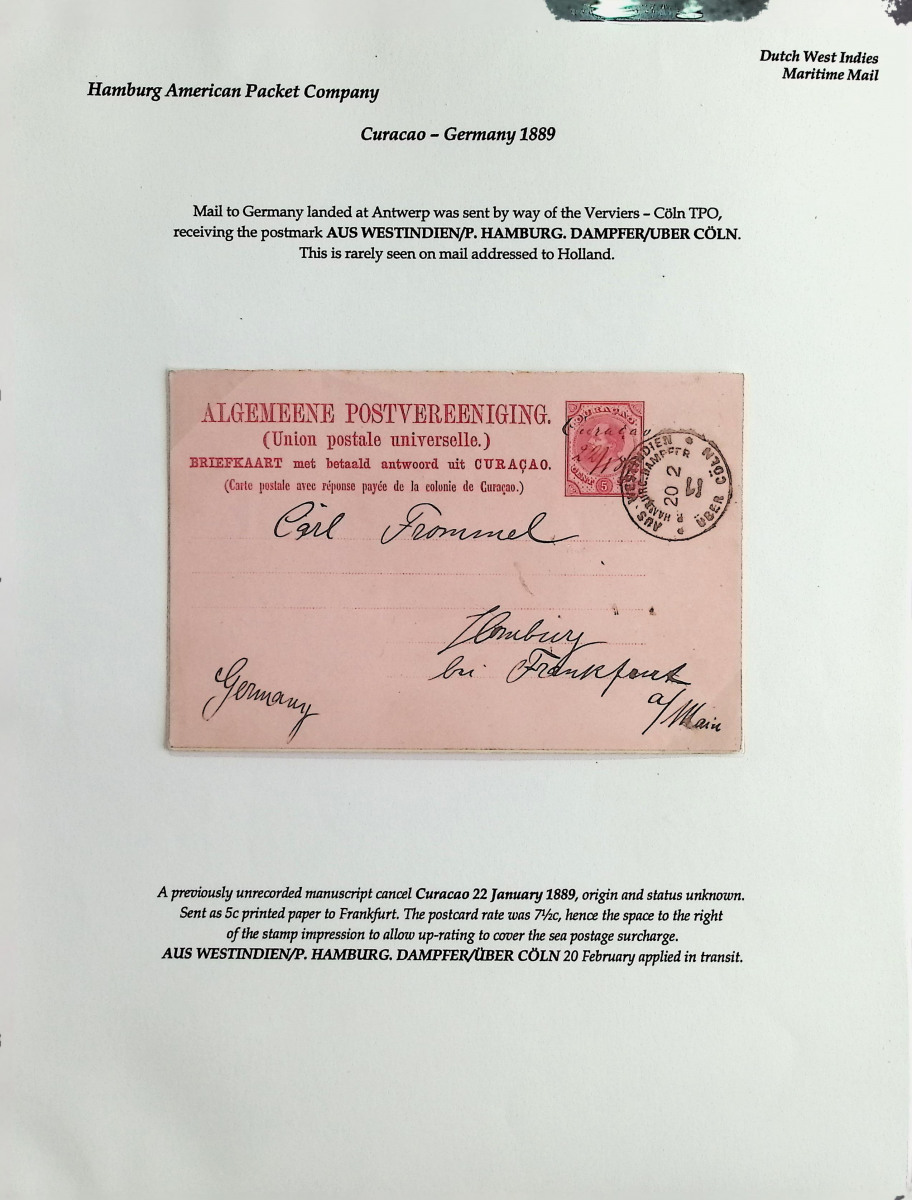 Dutch West Indies
Maritime Mail
Hamburg American Packet Company
Curacao – Germany 1889
Mail to Germany landed at Antwerp was sent by way of the Verviers – Cöln TPO,
receiving the postmark AUS WESTINDIEN/P. HAMBURG. DAMPFER/UBER CÖLN.
This is rarely seen on mail addressed to Holland.
ALGEMEENE POSTVEREENIGING.
(Union postale universelle.)
BRIEFKAART met betaald antwoord uit CURAÇAO.
(Carte postale avec réponse payée de la colonie de Curaçao.)
CURAÇAO
Curacao
5
AUS WESTINDIEN
P. HAMBURG. DAMPFER
20 2
ÜBER CÖLN
Carl Frommel
Homburg
bei Frankfurt
a/Main
Germany
A previously unrecorded manuscript cancel Curacao 22 January 1889, origin and status unknown.
Sent as 5c printed paper to Frankfurt. The postcard rate was 7½c, hence the space to the right
of the stamp impression to allow up-rating to cover the sea postage surcharge.
AUS WESTINDIEN/P. HAMBURG. DAMPFER/ÜBER CÖLN 20 February applied in transit.